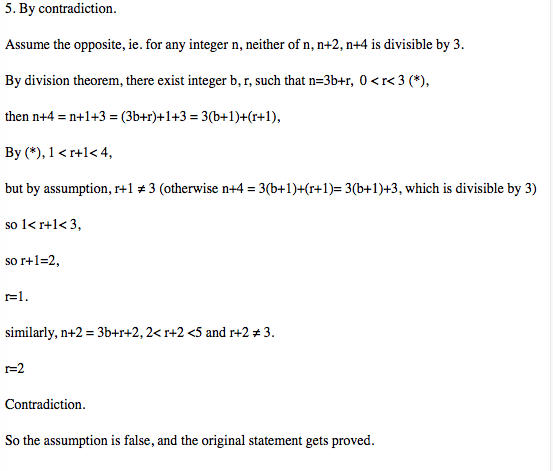 5. By contradiction.
Assume the opposite, ie. for any integer n, neither of n, n+2, n+4 is divisible by 3.
By division theorem, there exist integer b, r, such that n=3b+r, 0 < r< 3 (*),
then n+4 = n+1+3 = (3b+r)+1+3 = 3(b+1)+(r+1),
By (*), 1 < r+1< 4,
but by assumption, r+1 ≠ 3 (otherwise n+4 = 3(b+1)+(r+1)= 3(b+1)+3, which is divisible by 3)
so 1< r+1< 3,
so r+1=2,
r=1.
similarly, n+2 = 3b+r+2, 2< r+2 <5 and r+2 ≠ 3.
r=2
Contradiction.
So the assumption is false, and the original statement gets proved.